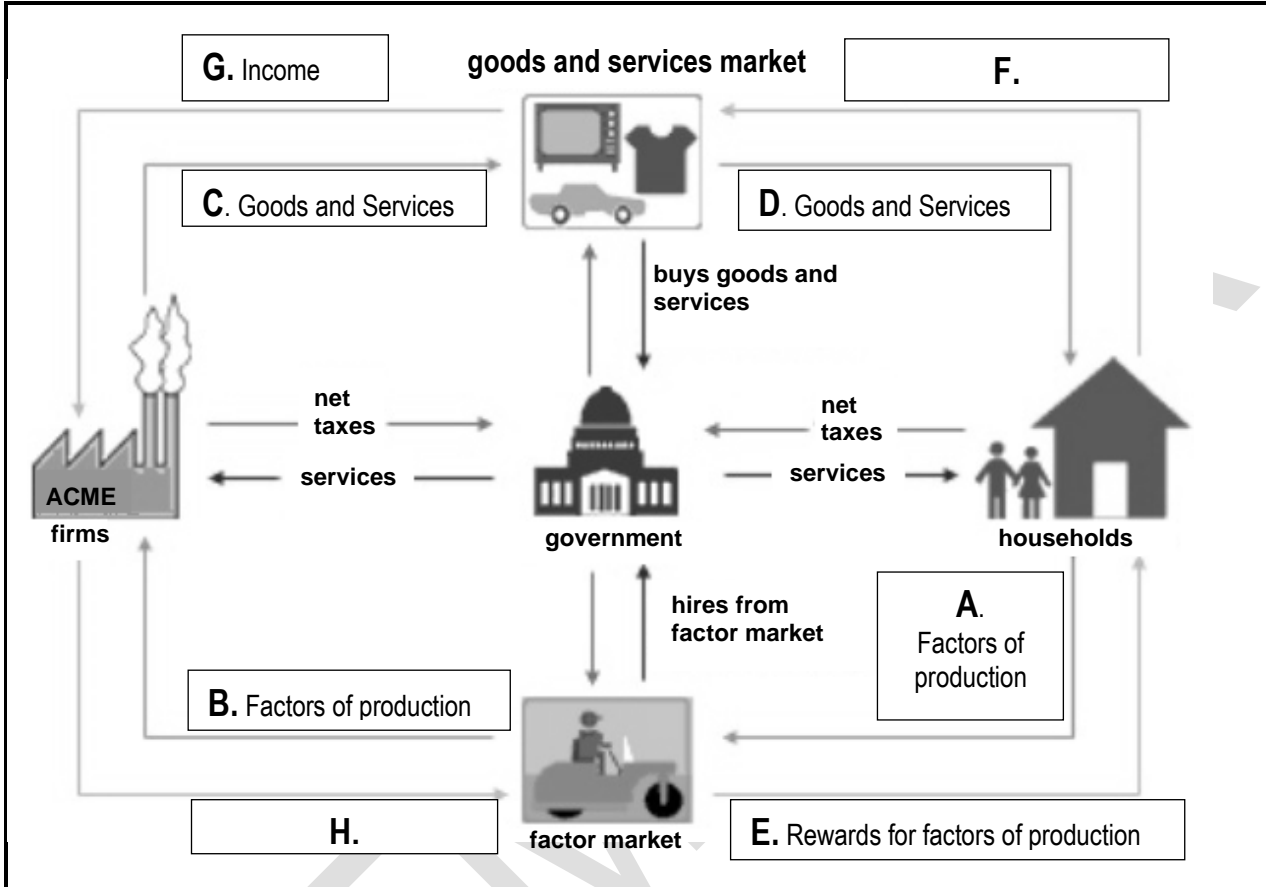 G. Income
goods and services market
F.
C. Goods and Services
D. Goods and Services
buys goods and
services
net
taxes
net
taxes
services
services
ACME
firms
government
households
hires from
factor market
A.
Factors of
production
B. Factors of production
H.
factor market
E. Rewards for factors of production